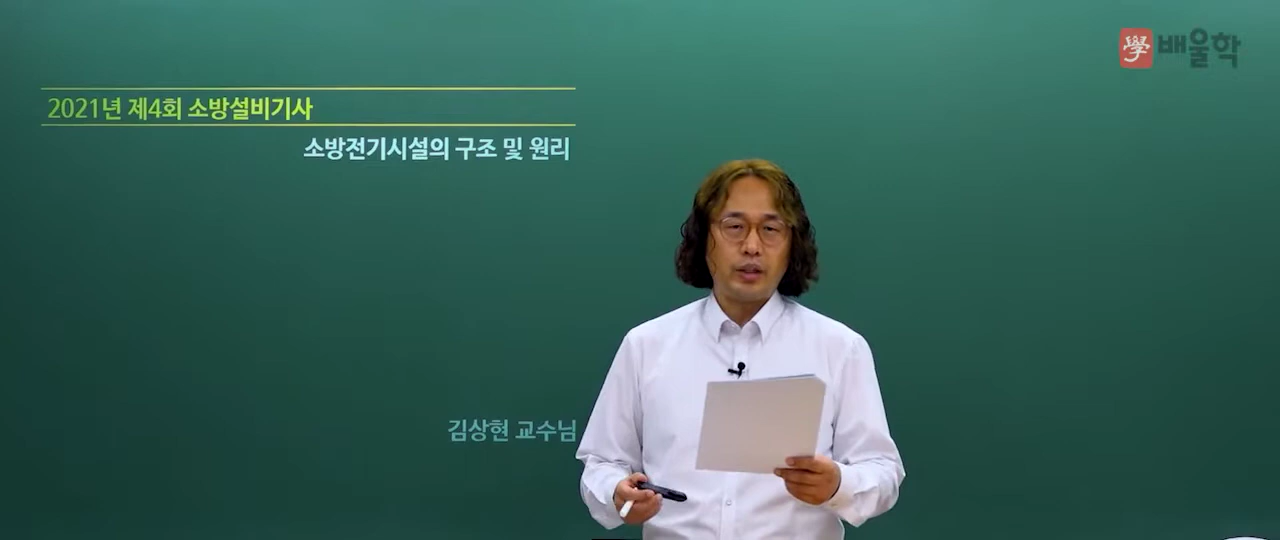 學 배울학
2021년 제4회 소방설비기사
소방전기시설의 구조 및 원리
김상현 교수님